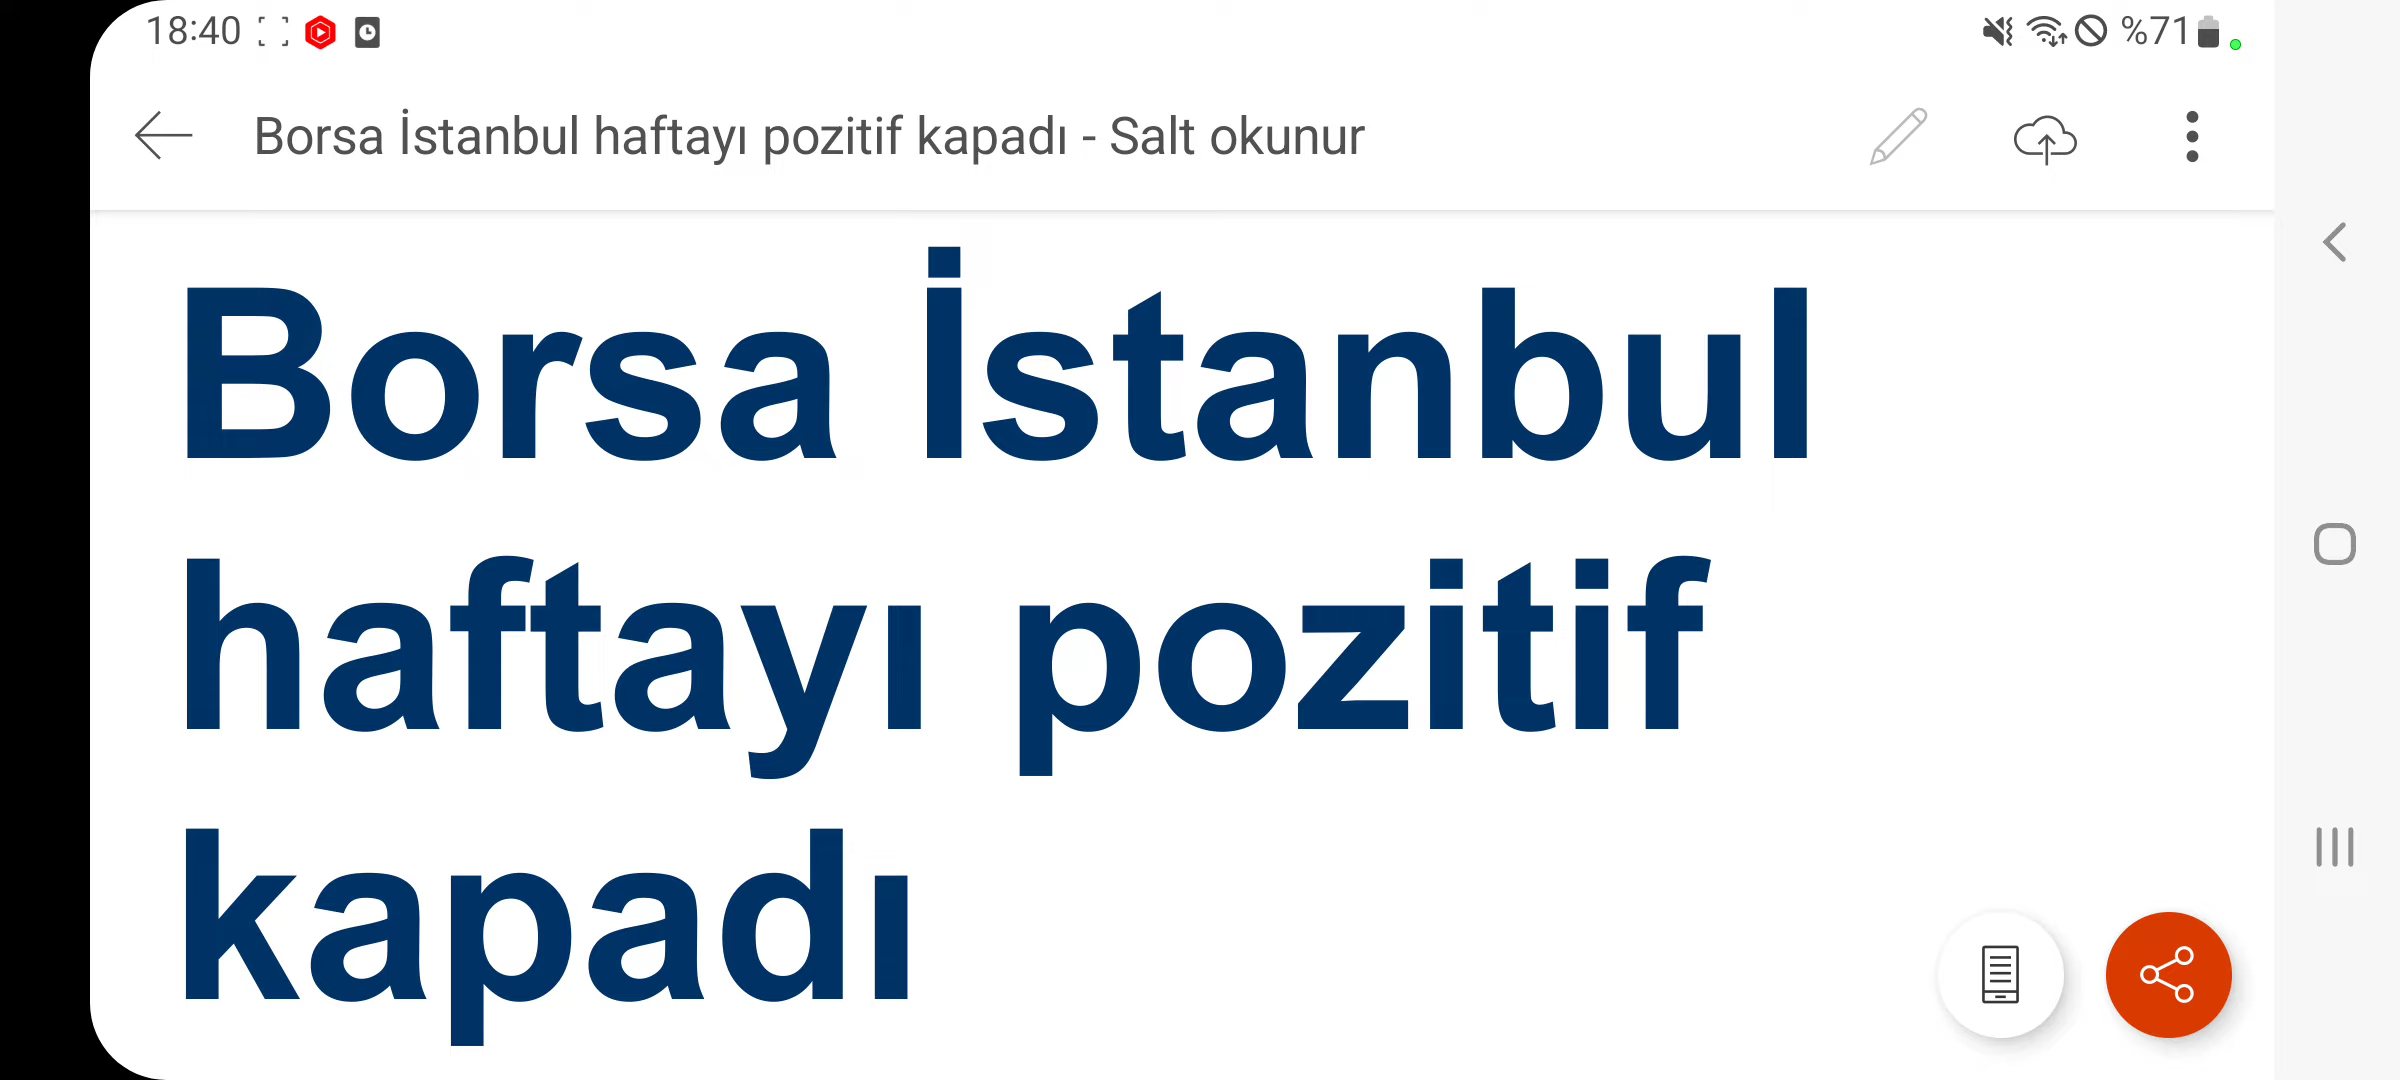 18:40 %71
Borsa İstanbul haftayı pozitif kapadı - Salt okunur
Borsa İstanbul
haftayı pozitif
kapadı